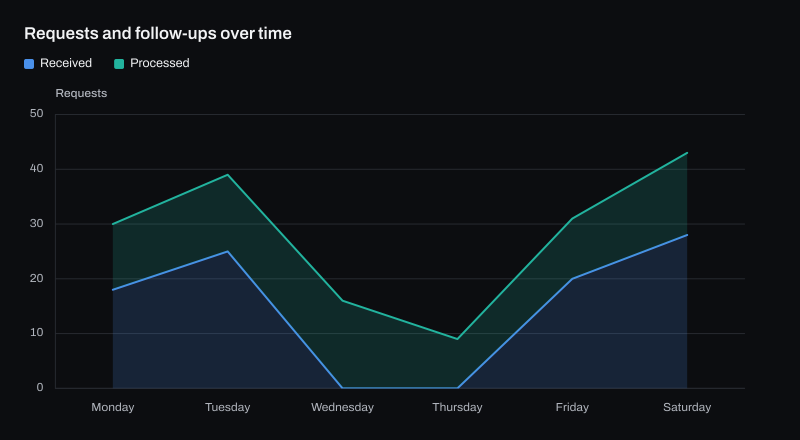 Requests and follow-ups over time
Received Processed
Requests
50
40
30
20
10
0
Monday Tuesday Wednesday Thursday Friday Saturday